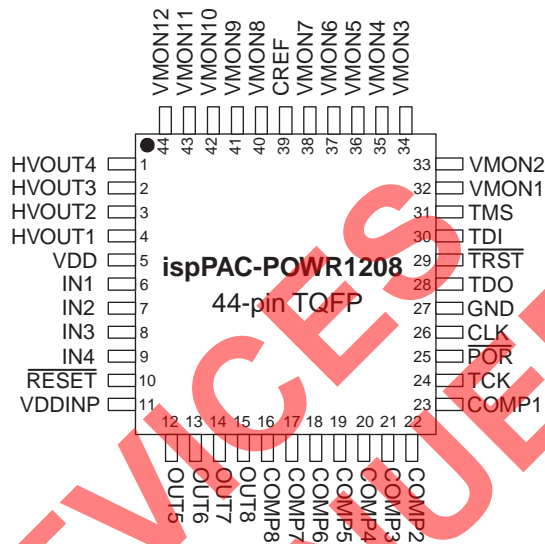 VMON12
VMON11
VMON10
VMON9
VMON8
CREF
VMON7
VMON6
VMON5
VMON4
VMON3
44
43
42
41
40
39
38
37
36
35
34
HVOUT4 1
HVOUT3 2
HVOUT2 3
HVOUT1 4
VDD 5
IN1 6
IN2 7
IN3 8
IN4 9
RESET 10
VDDINP 11
ispPAC-POWR1208
44-pin TQFP
33 VMON2
32 VMON1
31 TMS
30 TDI
29 TRST
28 TDO
27 GND
26 CLK
25 POR
24 TCK
23 COMP1
12
13
14
15
16
17
18
19
20
21
22
OUT5
OUT6
OUT7
OUT8
COMP8
COMP7
COMP6
COMP5
COMP4
COMP3
COMP2